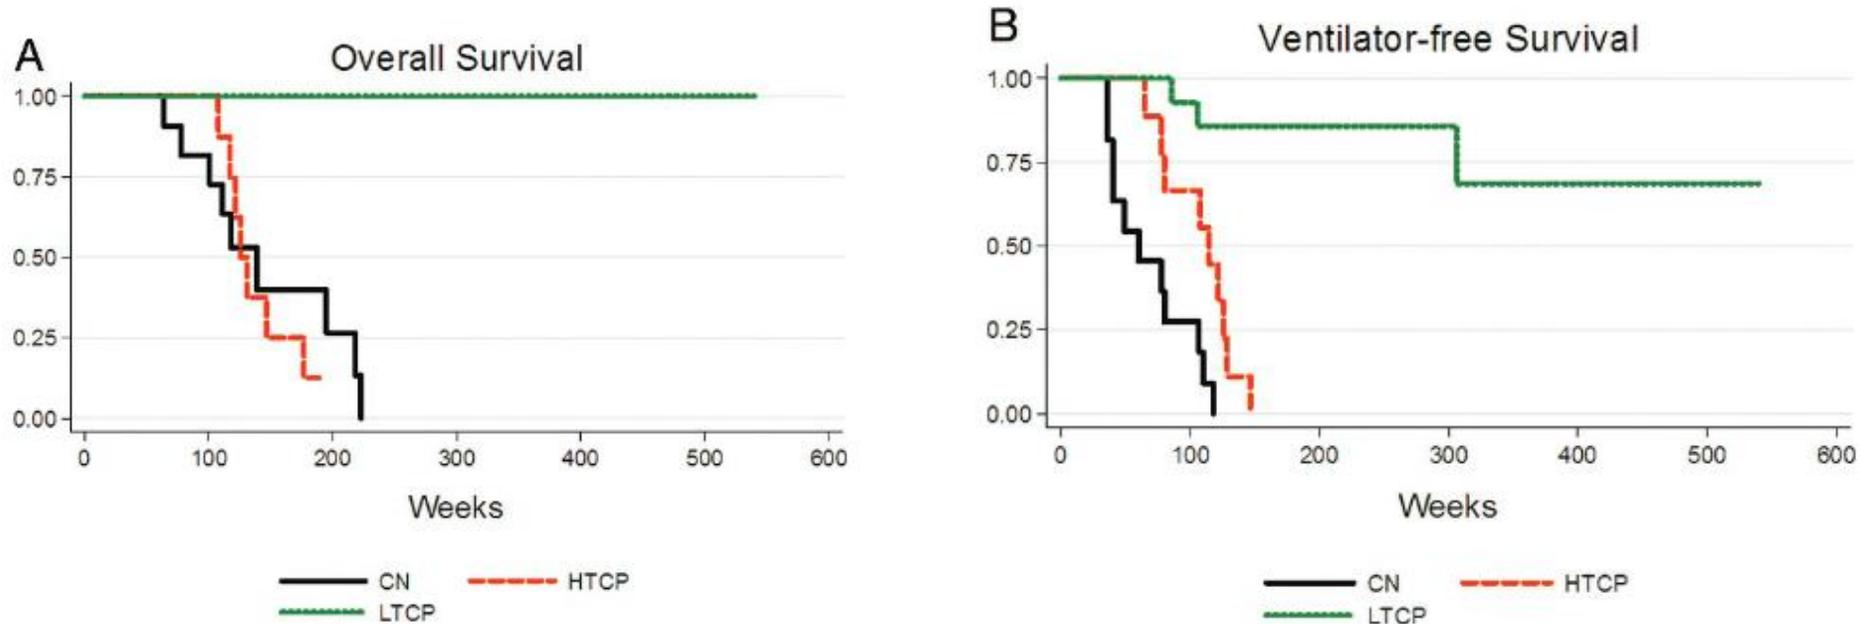 A
Overall Survival
1.00
0.75
0.50
0.25
0.00
0 100 200 300 400 500 600
Weeks
CN HTCP
LTCP
B
Ventilator-free Survival
1.00
0.75
0.50
0.25
0.00
0 100 200 300 400 500 600
Weeks
CN HTCP
LTCP